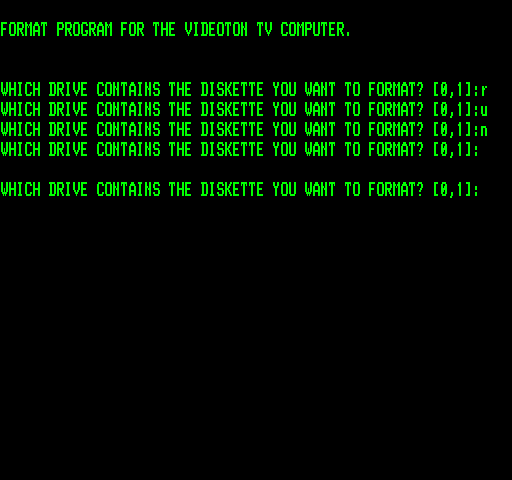 FORMAT PROGRAM FOR THE VIDEOTON TV COMPUTER.
WHICH DRIVE CONTAINS THE DISKETTE YOU WANT TO FORMAT? [0,1]:r
WHICH DRIVE CONTAINS THE DISKETTE YOU WANT TO FORMAT? [0,1]:u
WHICH DRIVE CONTAINS THE DISKETTE YOU WANT TO FORMAT? [0,1]:n
WHICH DRIVE CONTAINS THE DISKETTE YOU WANT TO FORMAT? [0,1]:
WHICH DRIVE CONTAINS THE DISKETTE YOU WANT TO FORMAT? [0,1]: